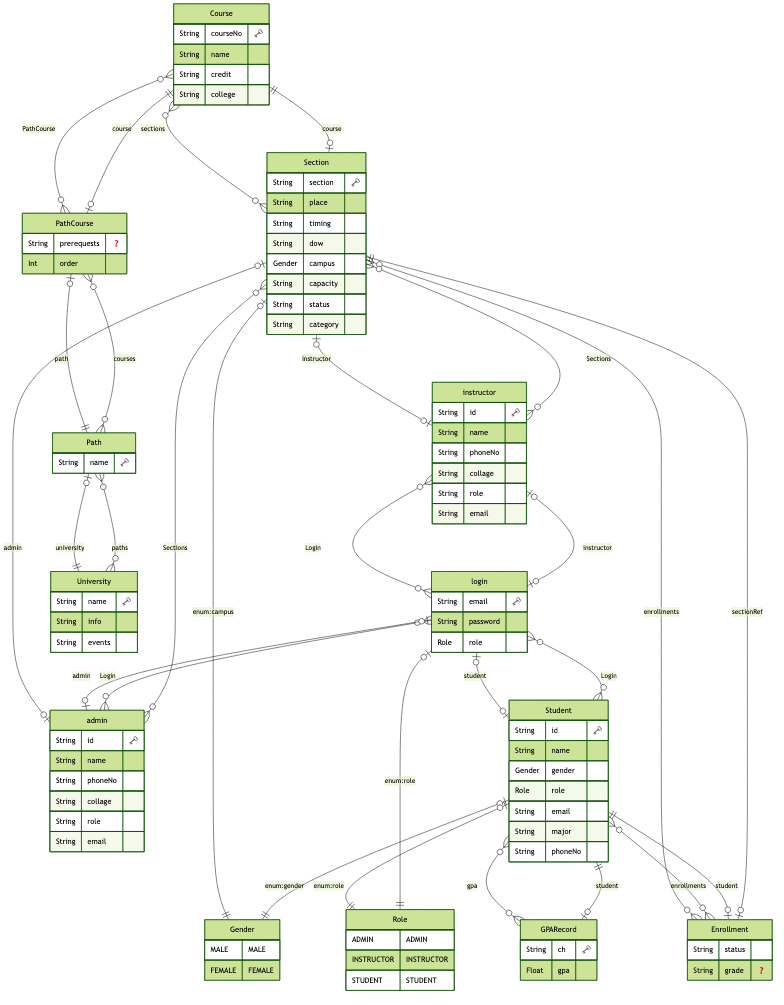 Course
String courseNo
String name
String credit
String college
PathCourse
course
sections
course
Section
String section
String place
String timing
String dow
Gender campus
String capacity
String status
String category
PathCourse
String prerequests ?
Int order
path
courses
Instructor
Sections
instructor
String id
String name
String phoneNo
String collage
String role
String email
Path
String name
admin
university
paths
Sections
Login
instructor
University
String name
String info
String events
login
String email
String password
Role role
enum:campus
enrollments
sectionRef
admin
Login
student
Login
admin
String id
String name
String phoneNo
String collage
String role
String email
Student
String id
String name
Gender gender
Role role
String email
String major
String phoneNo
enum:role
enum:gender
enum:role
gpa
student
enrollments
student
Gender
MALE MALE
FEMALE FEMALE
Role
ADMIN ADMIN
INSTRUCTOR INSTRUCTOR
STUDENT STUDENT
GPARecord
String ch
Float gpa
Enrollment
String status
String grade ?